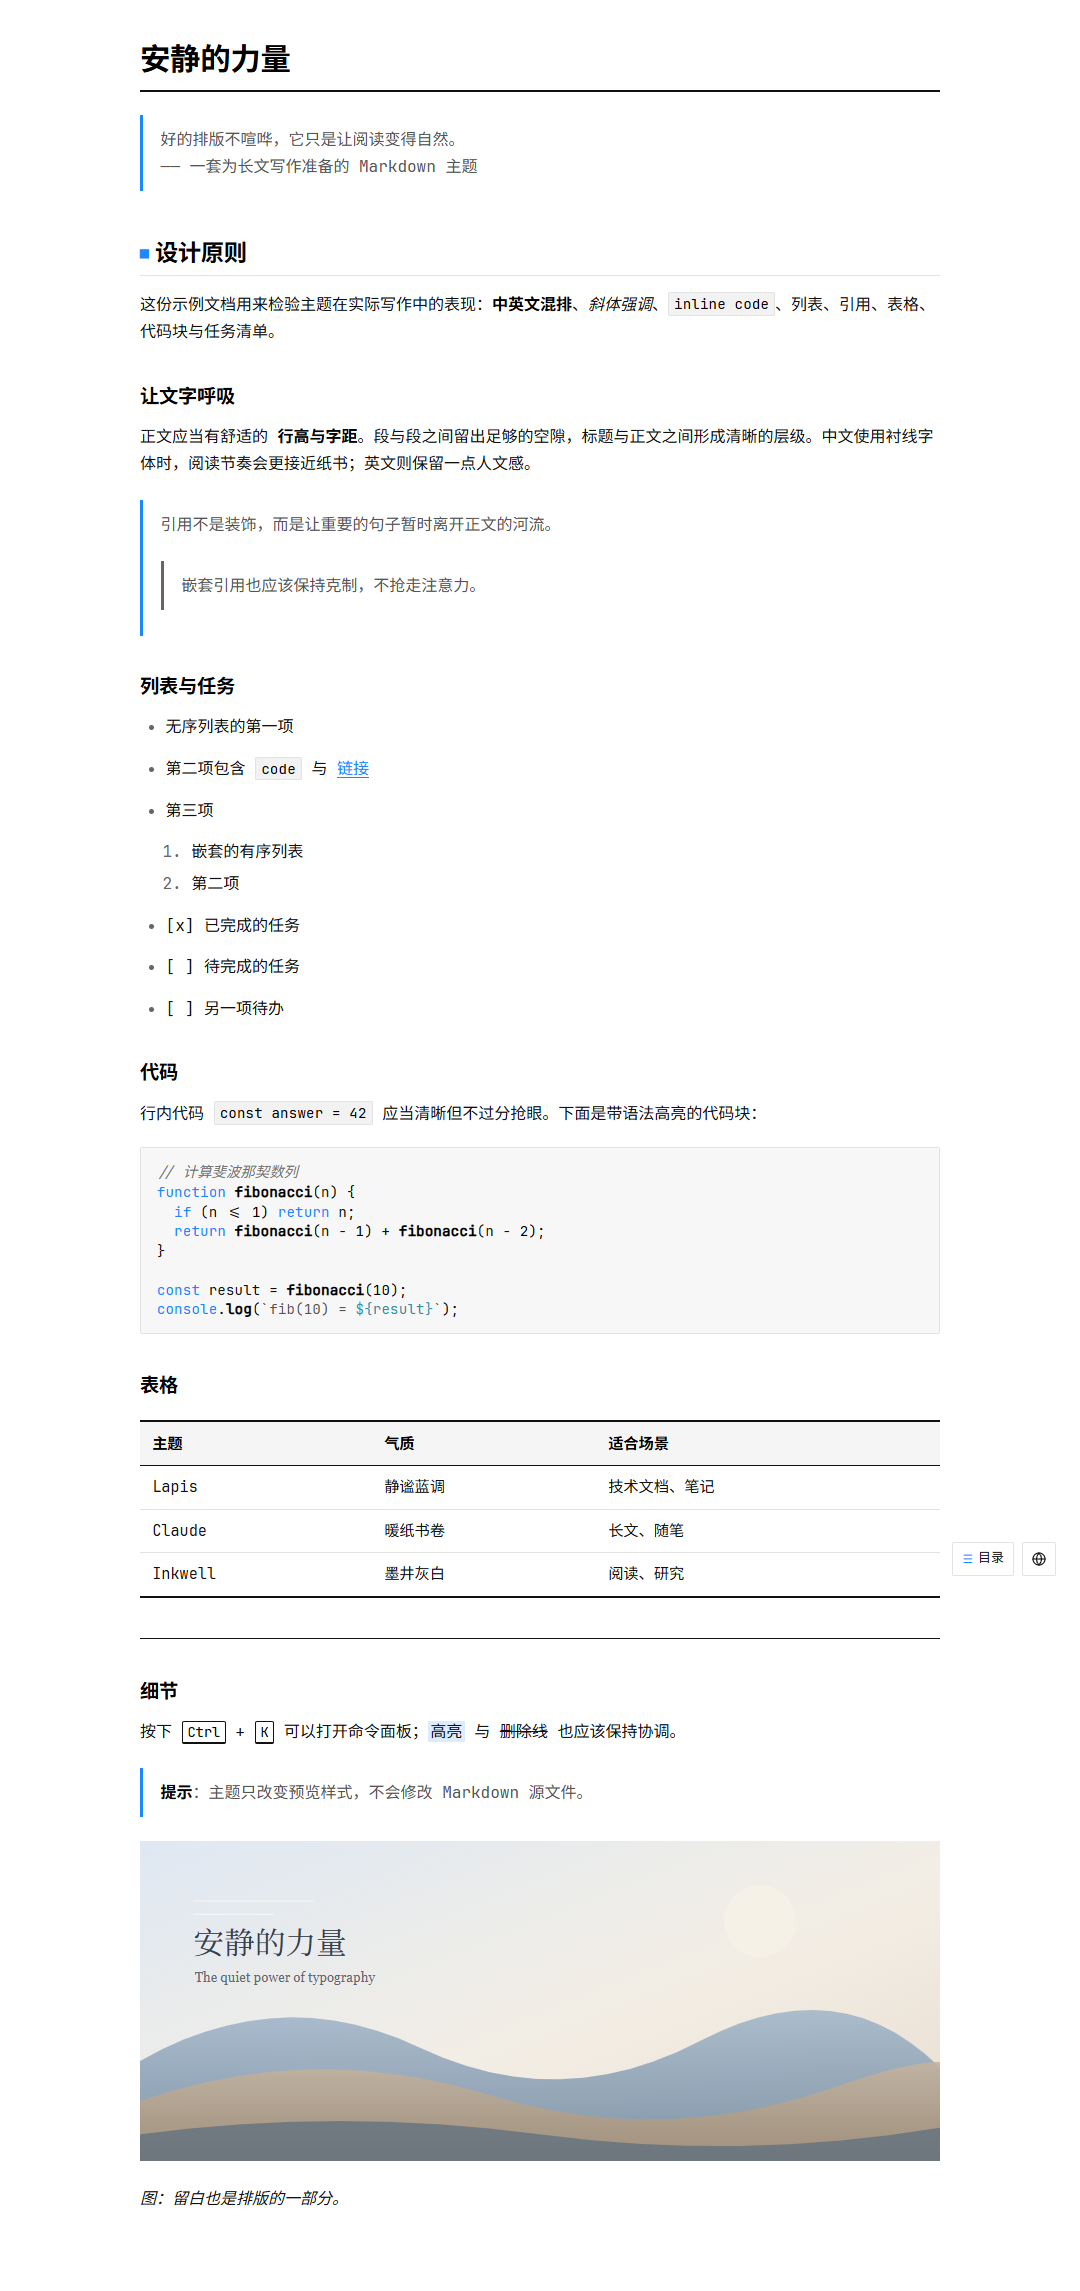 安静的力量
好的排版不喧哗，它只是让阅读变得自然。
—— 一套为长文写作准备的 Markdown 主题
设计原则
这份示例文档用来检验主题在实际写作中的表现：中英文混排、斜体强调、inline code、列表、引用、表格、
代码块与任务清单。
让文字呼吸
正文应当有舒适的 行高与字距。段与段之间留出足够的空隙，标题与正文之间形成清晰的层级。中文使用衬线字
体时，阅读节奏会更接近纸书；英文则保留一点人文感。
引用不是装饰，而是让重要的句子暂时离开正文的河流。
嵌套引用也应该保持克制，不抢走注意力。
列表与任务
• 无序列表的第一项
• 第二项包含 code 与 链接
• 第三项
1. 嵌套的有序列表
2. 第二项
• [x] 已完成的任务
• [ ] 待完成的任务
• [ ] 另一项待办
代码
行内代码 const answer = 42 应当清晰但不过分抢眼。下面是带语法高亮的代码块：
// 计算斐波那契数列
function fibonacci(n) {
  if (n <= 1) return n;
  return fibonacci(n - 1) + fibonacci(n - 2);
}
const result = fibonacci(10);
console.log(`fib(10) = ${result}`);
表格
主题 气质 适合场景
Lapis 静谧蓝调 技术文档、笔记
Claude 暖纸书卷 长文、随笔
目录
Inkwell 墨井灰白 阅读、研究
细节
按下 Ctrl + K 可以打开命令面板；高亮 与 删除线 也应该保持协调。
提示：主题只改变预览样式，不会修改 Markdown 源文件。
安静的力量
The quiet power of typography
图：留白也是排版的一部分。